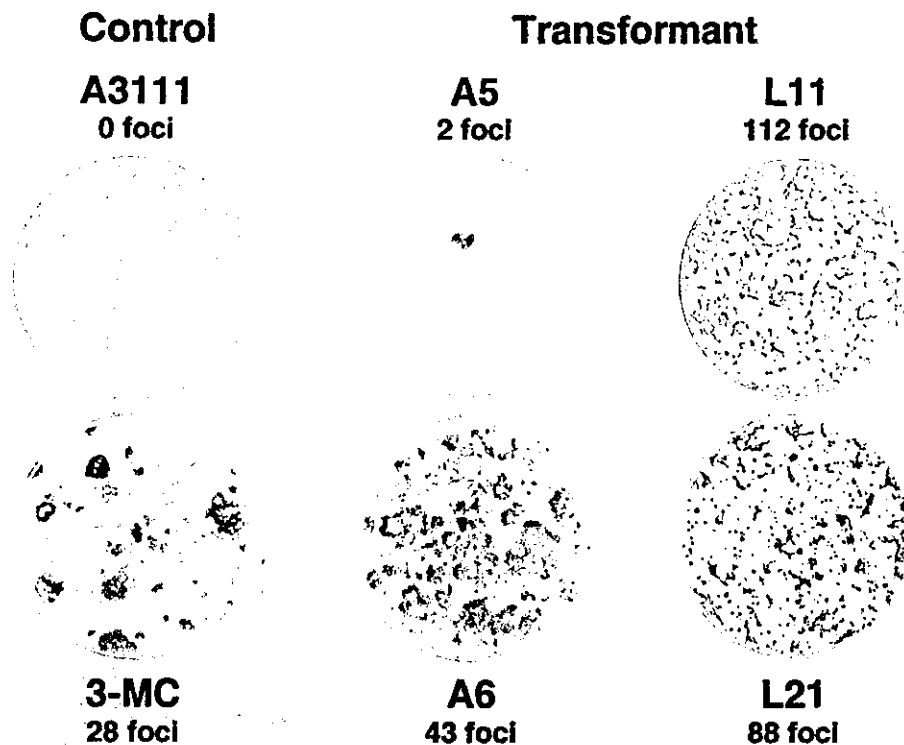 Control
Transformant
A3111
0 foci
A5
2 foci
L11
112 foci
3-MC
28 foci
A6
43 foci
L21
88 foci